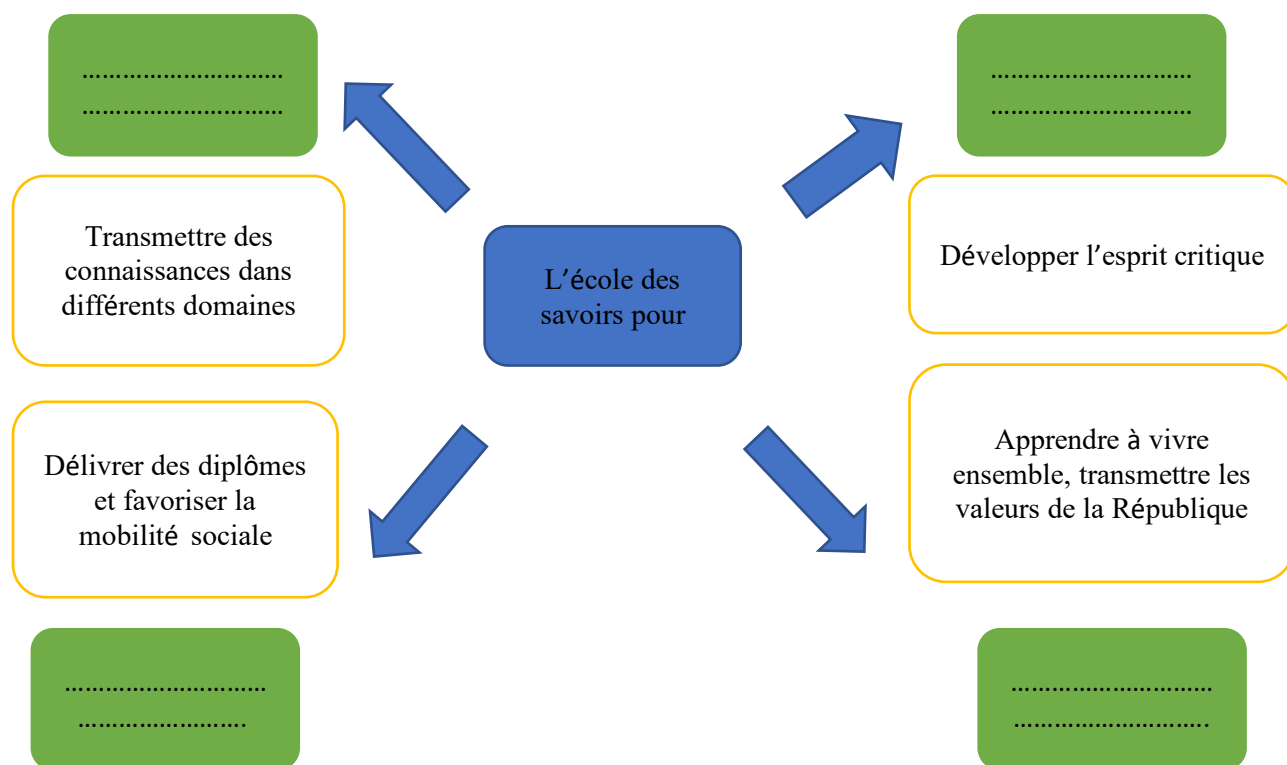 …………………………
…………………………
…………………………
…………………………
Transmettre des
connaissances dans
différents domaines
L’école des
savoirs pour
Développer l’esprit critique
Délivrer des diplômes
et favoriser la
mobilité sociale
Apprendre à vivre
ensemble, transmettre les
valeurs de la République
…………………………
…………………….
…………………………
………………………..